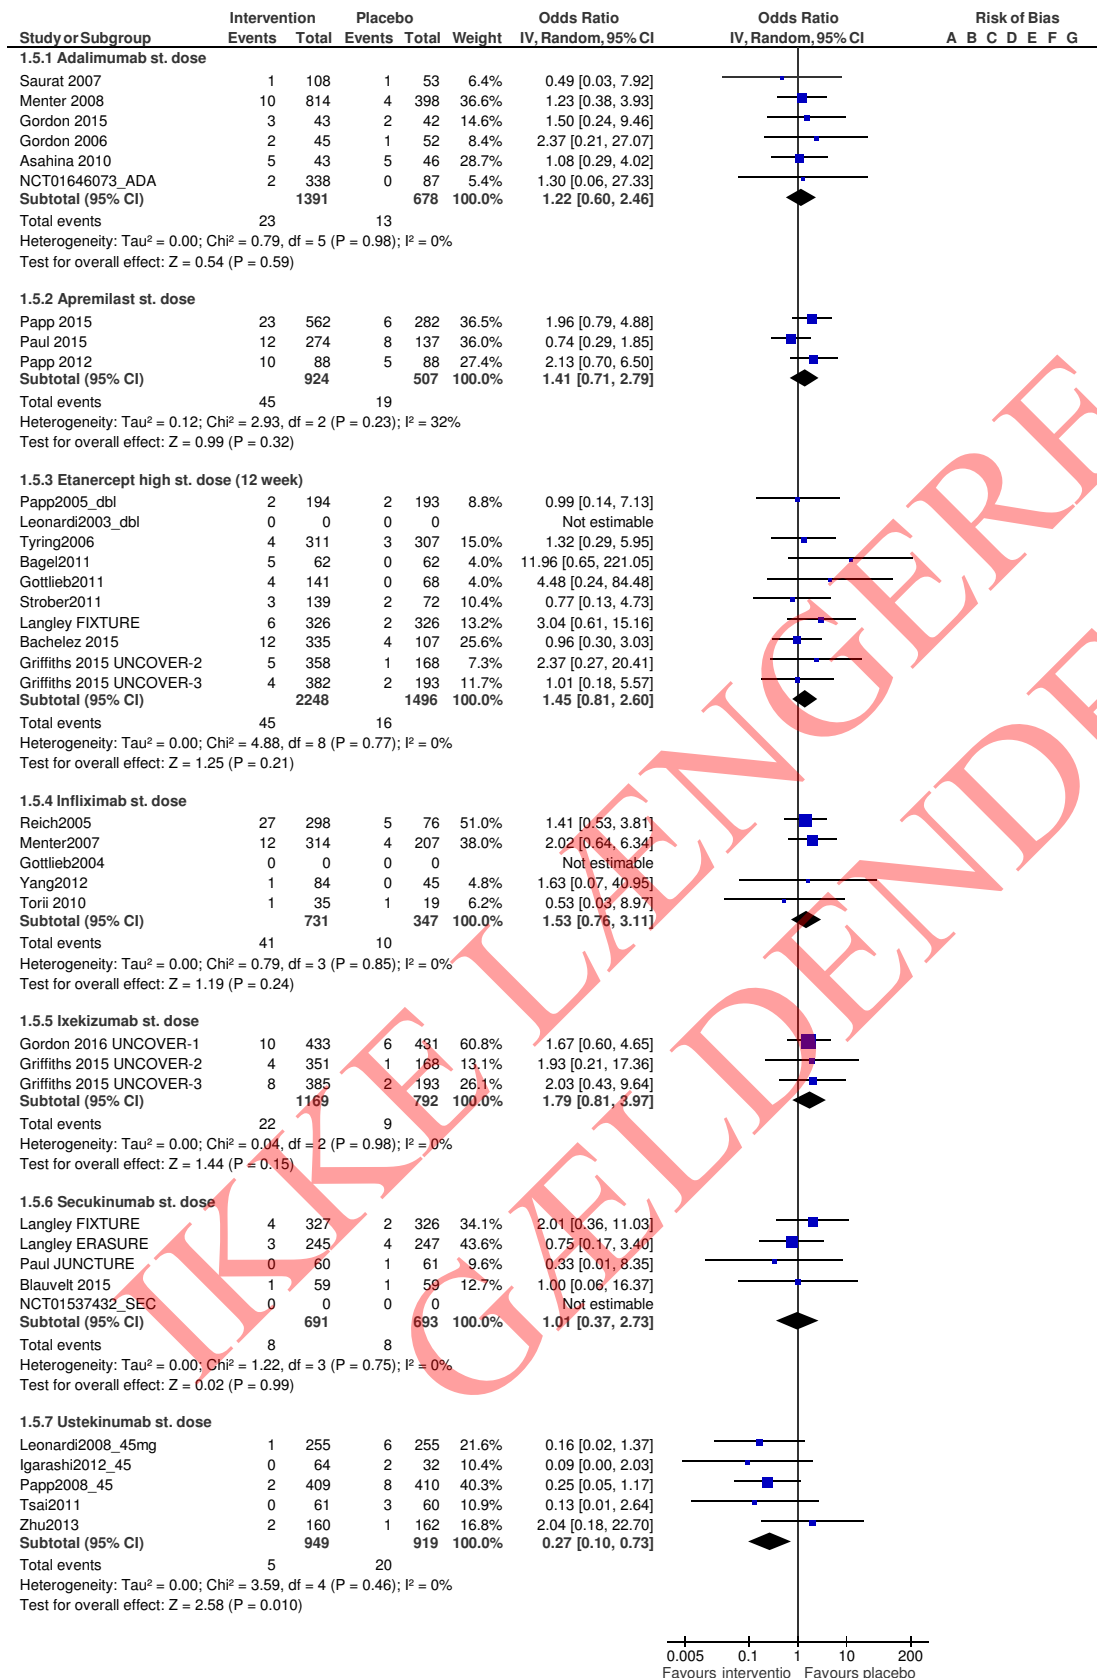 Intervention Placebo Odds Ratio Odds Ratio Risk of Bias
Study or Subgroup Events Total Events Total Weight IV, Random, 95% CI IV, Random, 95% CI A B C D E F G
1.5.1 Adalimumab st. dose
Saurat 2007 1 108 1 53 6.4% 0.49 [0.03, 7.92]
Menter 2008 10 814 4 398 36.6% 1.23 [0.38, 3.93]
Gordon 2015 3 43 2 42 14.6% 1.50 [0.24, 9.46]
Gordon 2006 2 45 1 52 8.4% 2.37 [0.21, 27.07]
Asahina 2010 5 43 5 46 28.7% 1.08 [0.29, 4.02]
NCT01646073_ADA 2 338 0 87 5.4% 1.30 [0.06, 27.33]
Subtotal (95% CI) 1391 678 100.0% 1.22 [0.60, 2.46]
Total events 23 13
Heterogeneity: Tau² = 0.00; Chi² = 0.79, df = 5 (P = 0.98); I² = 0%
Test for overall effect: Z = 0.54 (P = 0.59)
1.5.2 Apremilast st. dose
Papp 2015 23 562 6 282 36.5% 1.96 [0.79, 4.88]
Paul 2015 12 274 8 137 36.0% 0.74 [0.29, 1.85]
Papp 2012 10 88 5 88 27.4% 2.13 [0.70, 6.50]
Subtotal (95% CI) 924 507 100.0% 1.41 [0.71, 2.79]
Total events 45 19
Heterogeneity: Tau² = 0.12; Chi² = 2.93, df = 2 (P = 0.23); I² = 32%
Test for overall effect: Z = 0.99 (P = 0.32)
1.5.3 Etanercept high st. dose (12 week)
Papp2005_dbl 2 194 2 193 8.8% 0.99 [0.14, 7.13]
Leonardi2003_dbl 0 0 0 0 Not estimable
Tyring2006 4 311 3 307 15.0% 1.32 [0.29, 5.95]
Bagel2011 5 62 0 62 4.0% 11.96 [0.65, 221.05]
Gottlieb2011 4 141 0 68 4.0% 4.48 [0.24, 84.48]
Strober2011 3 139 2 72 10.4% 0.77 [0.13, 4.73]
Langley FIXTURE 6 326 2 326 13.2% 3.04 [0.61, 15.16]
Bachelez 2015 12 335 4 107 25.6% 0.96 [0.30, 3.03]
Griffiths 2015 UNCOVER-2 5 358 1 168 7.3% 2.37 [0.27, 20.41]
Griffiths 2015 UNCOVER-3 4 382 2 193 11.7% 1.01 [0.18, 5.57]
Subtotal (95% CI) 2248 1496 100.0% 1.45 [0.81, 2.60]
Total events 45 16
Heterogeneity: Tau² = 0.00; Chi² = 4.88, df = 8 (P = 0.77); I² = 0%
Test for overall effect: Z = 1.25 (P = 0.21)
1.5.4 Infliximab st. dose
Reich2005 27 298 5 76 51.0% 1.41 [0.53, 3.81]
Menter2007 12 314 4 207 38.0% 2.02 [0.64, 6.34]
Gottlieb2004 0 0 0 0 Not estimable
Yang2012 1 84 0 45 4.8% 1.63 [0.07, 40.95]
Torii 2010 1 35 1 19 6.2% 0.53 [0.03, 8.97]
Subtotal (95% CI) 731 347 100.0% 1.53 [0.76, 3.11]
Total events 41 10
Heterogeneity: Tau² = 0.00; Chi² = 0.79, df = 3 (P = 0.85); I² = 0%
Test for overall effect: Z = 1.19 (P = 0.24)
1.5.5 Ixekizumab st. dose
Gordon 2016 UNCOVER-1 10 433 6 431 60.8% 1.67 [0.60, 4.65]
Griffiths 2015 UNCOVER-2 4 351 1 168 13.1% 1.93 [0.21, 17.36]
Griffiths 2015 UNCOVER-3 8 385 2 193 26.1% 2.03 [0.43, 9.64]
Subtotal (95% CI) 1169 792 100.0% 1.79 [0.81, 3.97]
Total events 22 9
Heterogeneity: Tau² = 0.00; Chi² = 0.04, df = 2 (P = 0.98); I² = 0%
Test for overall effect: Z = 1.44 (P = 0.15)
1.5.6 Secukinumab st. dose
Langley FIXTURE 4 327 2 326 34.1% 2.01 [0.36, 11.03]
Langley ERASURE 3 245 4 247 43.6% 0.75 [0.17, 3.40]
Paul JUNCTURE 0 60 1 61 9.6% 0.33 [0.01, 8.35]
Blauvelt 2015 1 59 1 59 12.7% 1.00 [0.06, 16.37]
NCT01537432_SEC 0 0 0 0 Not estimable
Subtotal (95% CI) 691 693 100.0% 1.01 [0.37, 2.73]
Total events 8 8
Heterogeneity: Tau² = 0.00; Chi² = 1.22, df = 3 (P = 0.75); I² = 0%
Test for overall effect: Z = 0.02 (P = 0.99)
1.5.7 Ustekinumab st. dose
Leonardi2008_45mg 1 255 6 255 21.6% 0.16 [0.02, 1.37]
Igarashi2012_45 0 64 2 32 10.4% 0.09 [0.00, 2.03]
Papp2008_45 2 409 8 410 40.3% 0.25 [0.05, 1.17]
Tsai2011 0 61 3 60 10.9% 0.13 [0.01, 2.64]
Zhu2013 2 160 1 162 16.8% 2.04 [0.18, 22.70]
Subtotal (95% CI) 949 919 100.0% 0.27 [0.10, 0.73]
Total events 5 20
Heterogeneity: Tau² = 0.00; Chi² = 3.59, df = 4 (P = 0.46); I² = 0%
Test for overall effect: Z = 2.58 (P = 0.010)
0.005 0.1 1 10 200
Favours interventio Favours placebo
IKKE LÆNGERE
GÆLDENDE